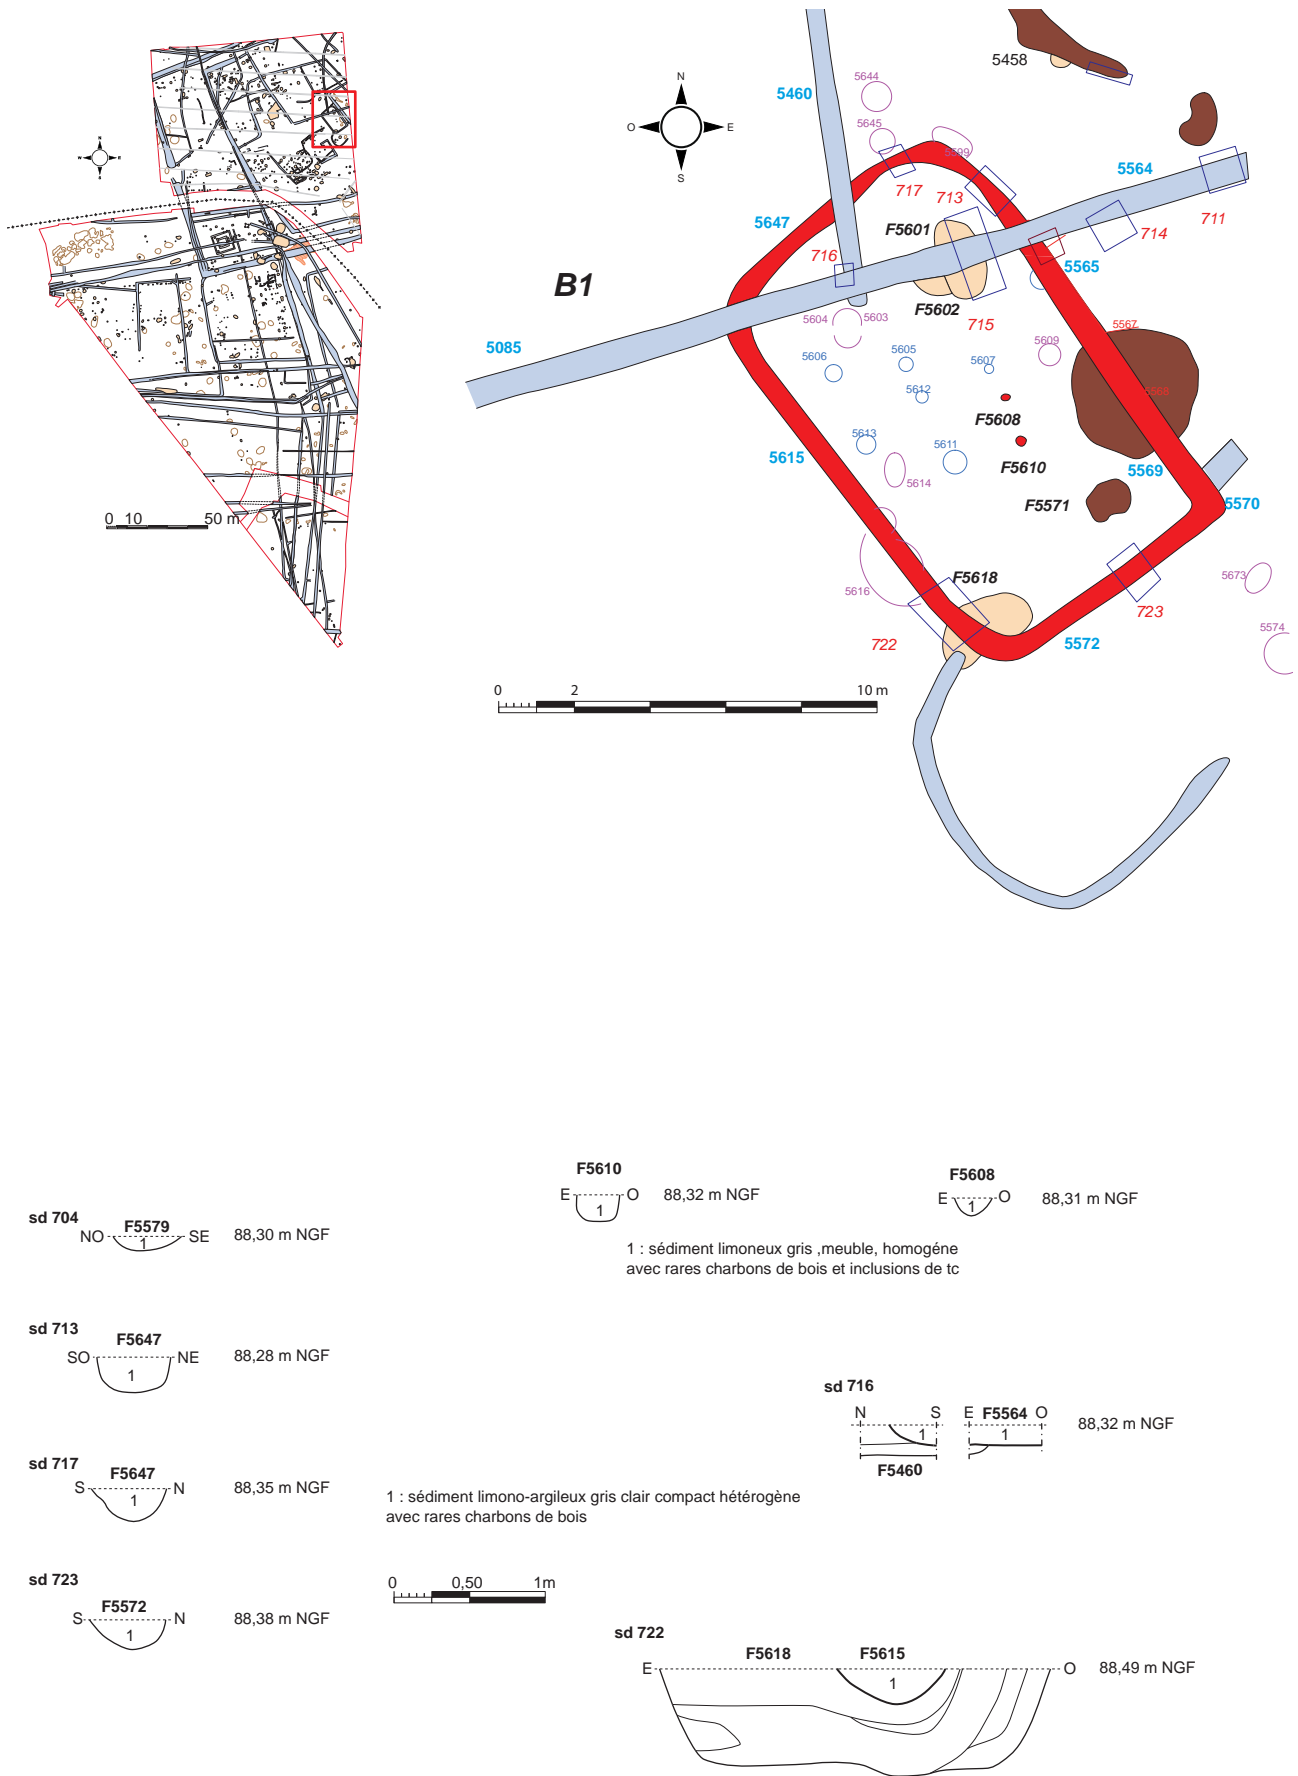 N
W
E
S
0 10 50 m
N
O
E
S
B1
5460
5644
5645
5599
5458
5564
717
713
714
711
5647
F5601
716
5565
F5602
715
5085
5604
5603
5567
5606
5605
5607
5609
5612
5568
F5608
5613
5611
F5610
5615
5614
5569
F5571
5570
5616
F5618
5673
722
723
5572
5574
0 2 10 m
F5610
E O 88,32 m NGF
1
F5608
E O 88,31 m NGF
1
1 : sédiment limoneux gris ,meuble, homogéne
avec rares charbons de bois et inclusions de tc
sd 704
F5579
NO SE 88,30 m NGF
1
sd 713
F5647
SO NE 88,28 m NGF
1
sd 716
N S E F5564 O 88,32 m NGF
1 1
F5460
sd 717
F5647
S N 88,35 m NGF
1
1 : sédiment limono-argileux gris clair compact hétérogène
avec rares charbons de bois
sd 723
F5572
S N 88,38 m NGF
1
0 0,50 1m
sd 722
F5618 F5615
E O 88,49 m NGF
1